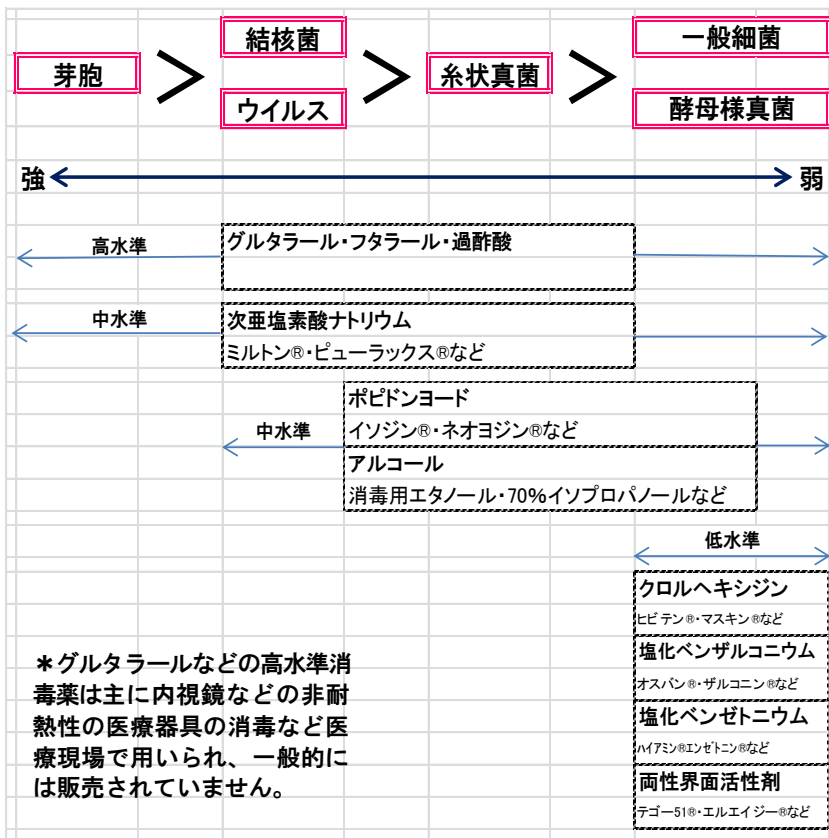 結核菌
一般細菌
芽胞
>
>
糸状真菌
>
ウイルス
酵母様真菌
強
弱
高水準
グルタラール・フタラール・過酢酸
中水準
次亜塩素酸ナトリウム
ミルトン®・ピューラックス®など
ポピドンヨード
中水準
イソジン®・ネオヨジン®など
アルコール
消毒用エタノール・70%イソプロパノールなど
低水準
クロルヘキシジン
ヒビテン®・マスキン®など
塩化ベンザルコニウム
オスバン®・ザルコニン®など
塩化ベンゼトニウム
ハイアミン®エンゼトニン®など
両性界面活性剤
テゴー51®・エルエイジー®など
*グルタラールなどの高水準消
毒薬は主に内視鏡などの非耐
熱性の医療器具の消毒など医
療現場で用いられ、一般的に
は販売されていません。